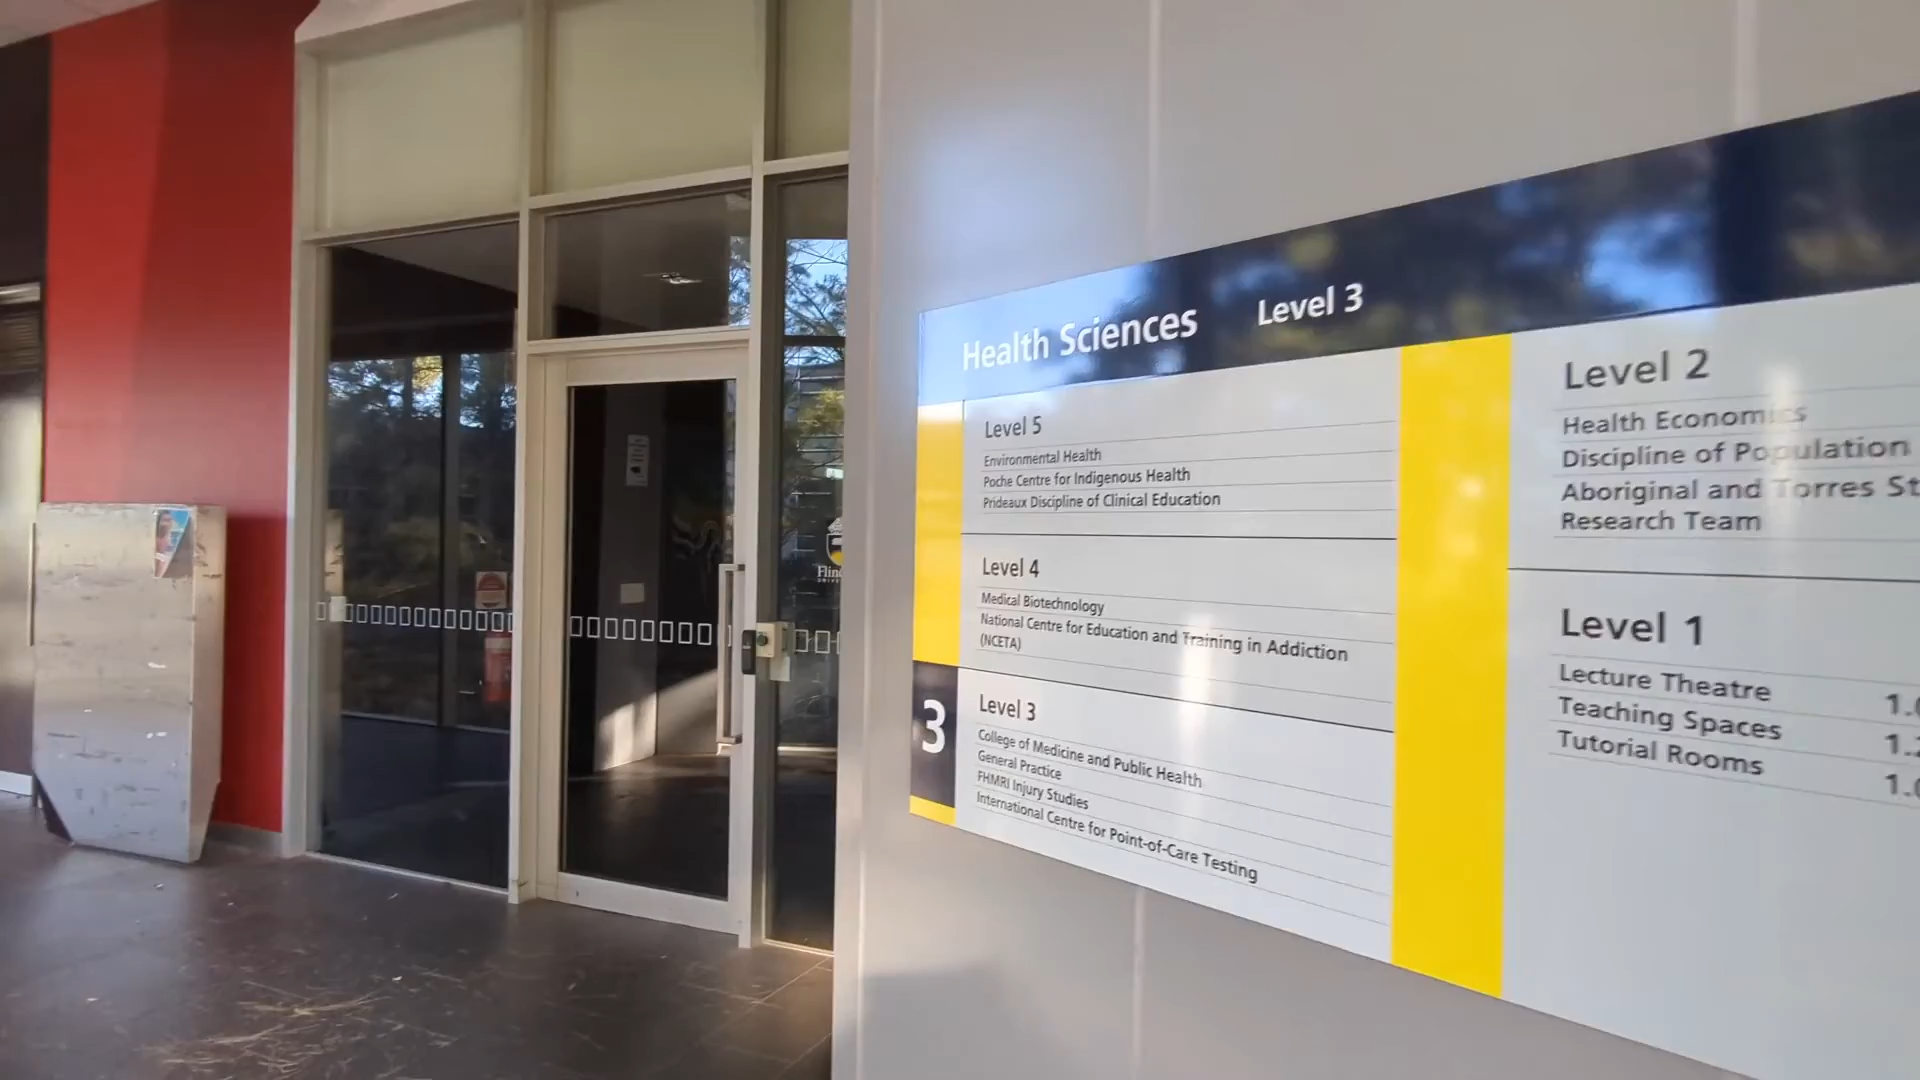 Health Sciences
Level 3
Level 5
Environmental Health
Poche Centre for Indigenous Health
Prideaux Discipline of Clinical Education
Level 4
Medical Biotechnology
National Centre for Education and Training in Addiction
(NCETA)
3
Level 3
College of Medicine and Public Health
General Practice
FHMRI Injury Studies
International Centre for Point-of-Care Testing
Level 2
Health Economics
Discipline of Population
Aboriginal and Torres St
Research Team
Level 1
Lecture Theatre
Teaching Spaces
Tutorial Rooms